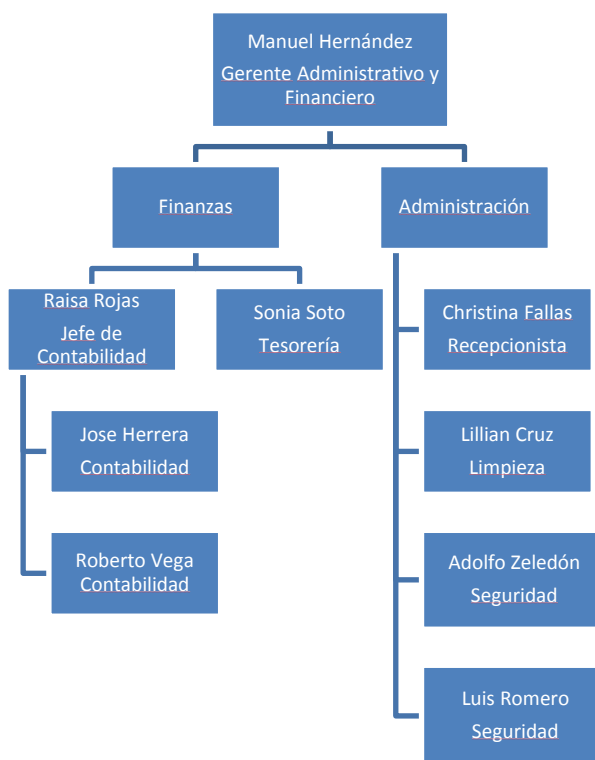 Manuel Hernández
Gerente Administrativo y
Financiero
Finanzas
Administración
Raisa Rojas
Jefe de
Contabilidad
Sonia Soto
Tesorería
Christina Fallas
Recepcionista
Jose Herrera
Contabilidad
Lillian Cruz
Limpieza
Roberto Vega
Contabilidad
Adolfo Zeledón
Seguridad
Luis Romero
Seguridad